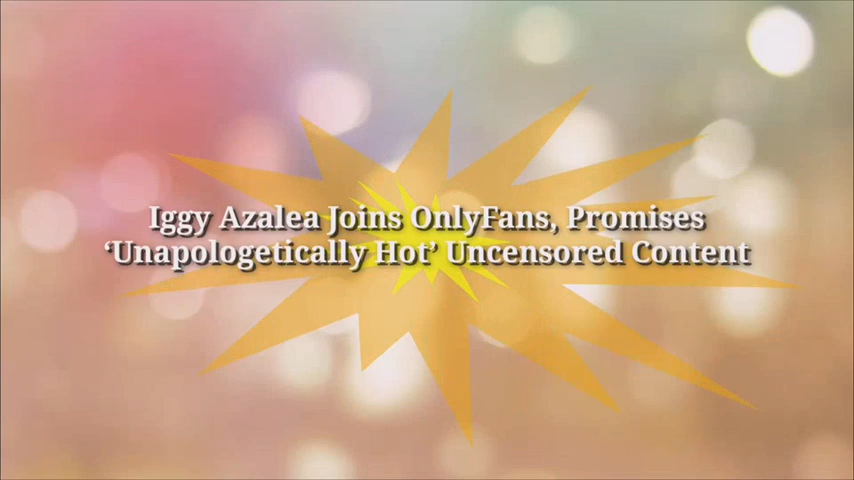 Iggy Azalea Joins OnlyFans, Promises
‘Unapologetically Hot’ Uncensored Content